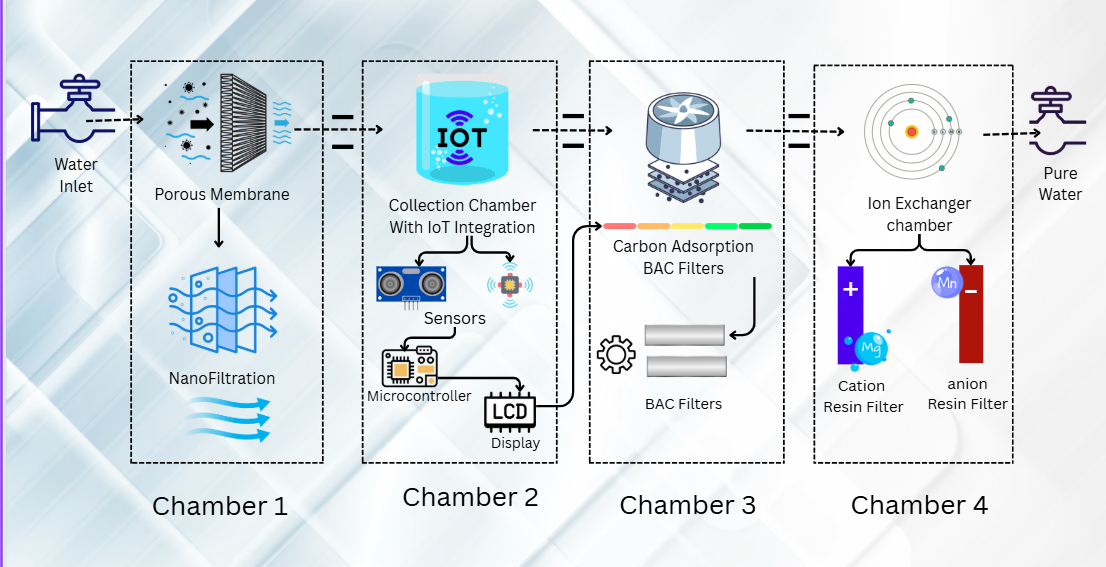 Water
Inlet
Porous Membrane
NanoFiltration
Chamber 1
IOT
Collection Chamber
With IoT Integration
Sensors
Microcontroller
LCD
Display
Chamber 2
Carbon Adsorption
BAC Filters
BAC Filters
Chamber 3
Ion Exchanger
chamber
+
Mg
Cation
Resin Filter
Mn
−
anion
Resin Filter
Chamber 4
Pure
Water